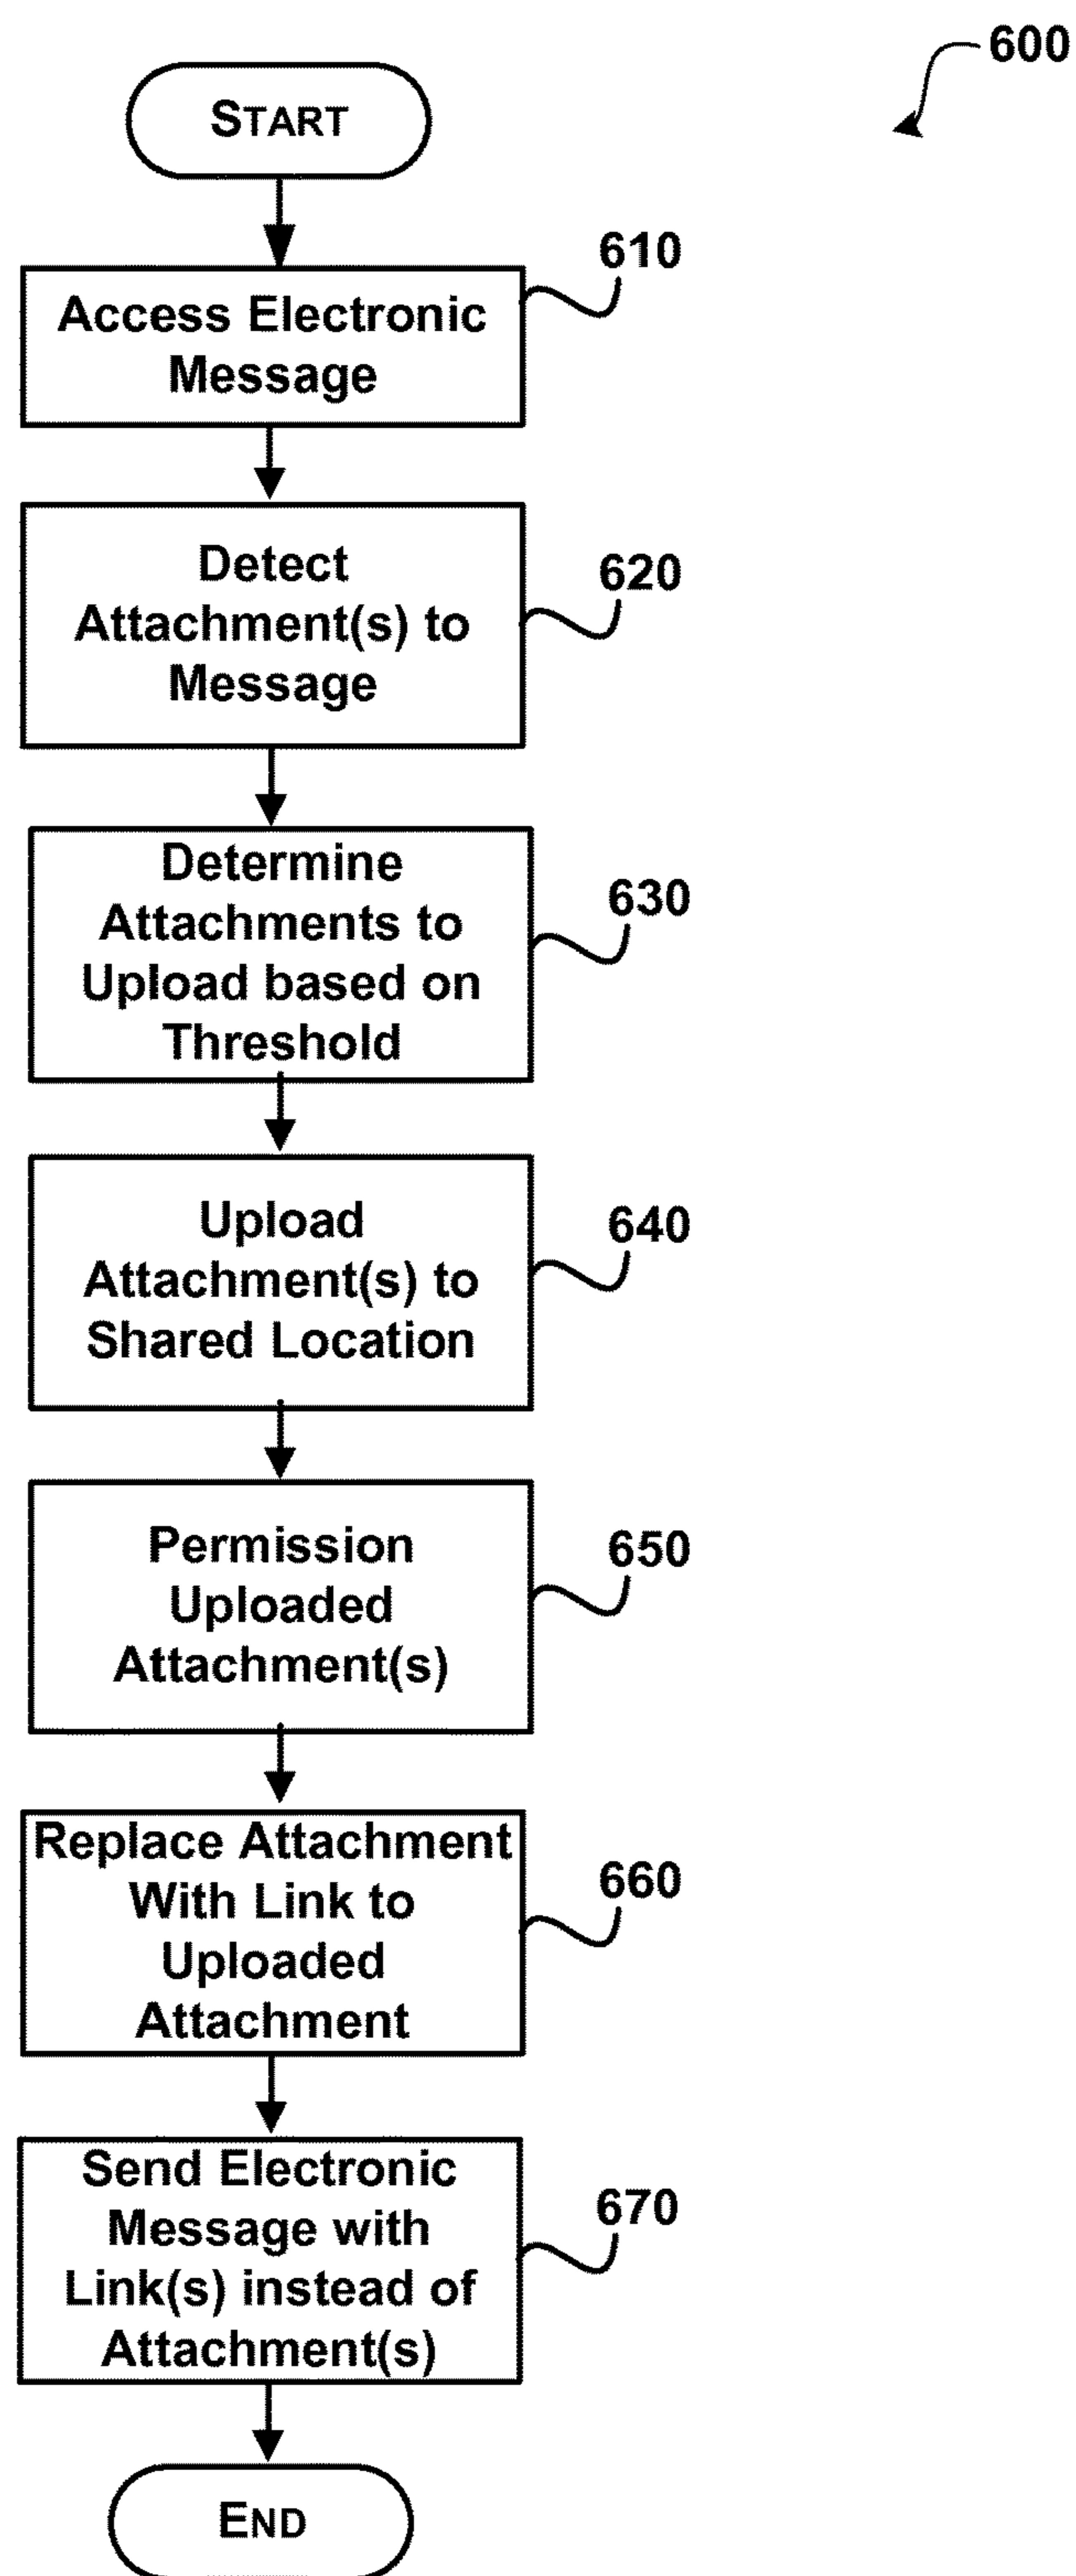 600
START
610
Access Electronic
Message
620
Detect
Attachment(s) to
Message
630
Determine
Attachments to
Upload based on
Threshold
640
Upload
Attachment(s) to
Shared Location
650
Permission
Uploaded
Attachment(s)
660
Replace Attachment
With Link to
Uploaded
Attachment
670
Send Electronic
Message with
Link(s) instead of
Attachment(s)
END